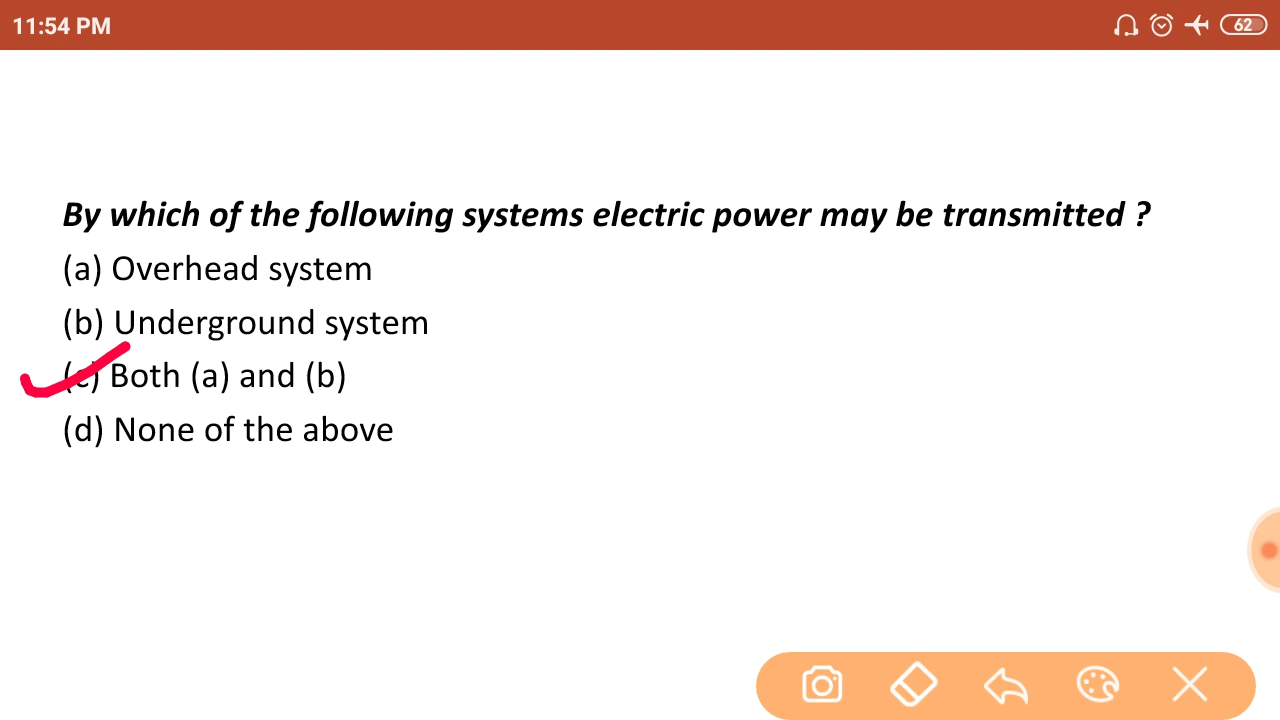 11:54 PM
62
By which of the following systems electric power may be transmitted ?
(a) Overhead system
(b) Underground system
(c) Both (a) and (b)
(d) None of the above